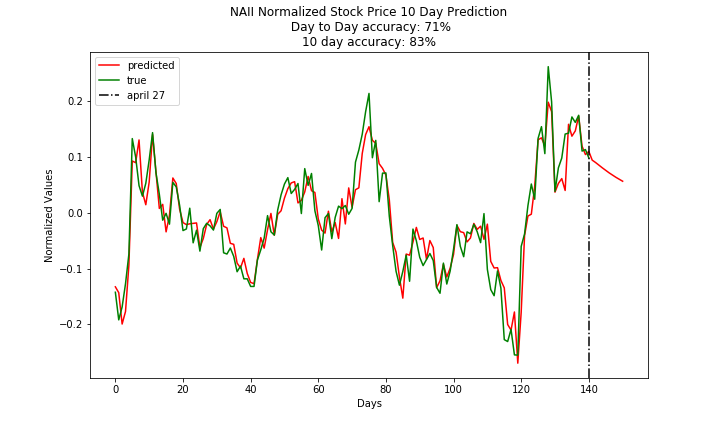 NAII Normalized Stock Price 10 Day Prediction
Day to Day accuracy: 71%
10 day accuracy: 83%
predicted
true
april 27
Normalized Values
0.2
0.1
0.0
−0.1
−0.2
0 20 40 60 80 100 120 140
Days